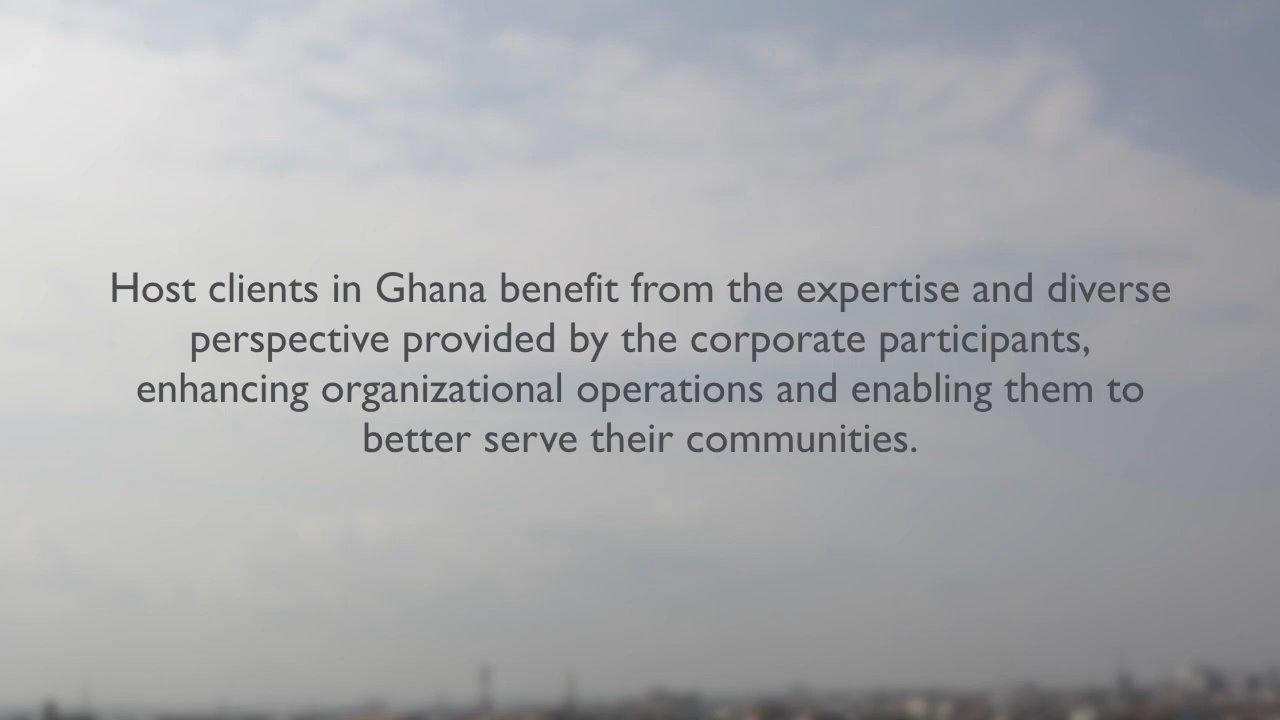 Host clients in Ghana benefit from the expertise and diverse
perspective provided by the corporate participants,
enhancing organizational operations and enabling them to
better serve their communities.